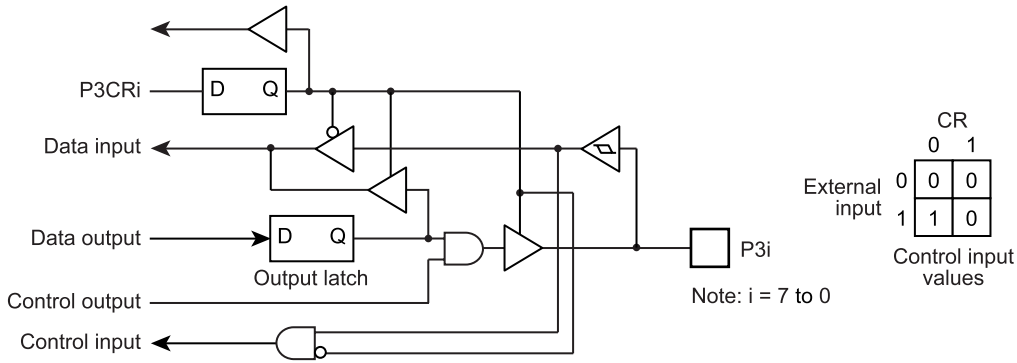 P3CRi
D Q
Data input
Data output
D Q
Output latch
Control output
Control input
P3i
Note: i = 7 to 0
CR
0 1
External
input
0 0 0
1 1 0
Control input
values